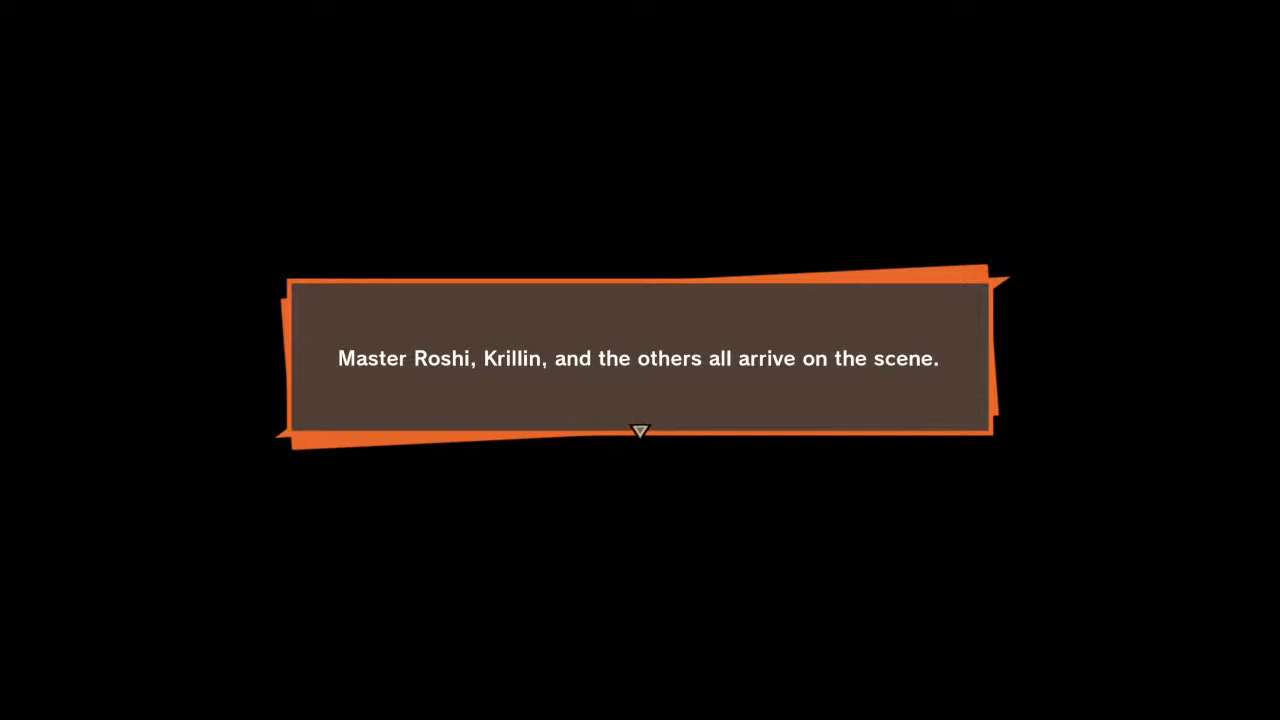 Master Roshi, Krillin, and the others all arrive on the scene.